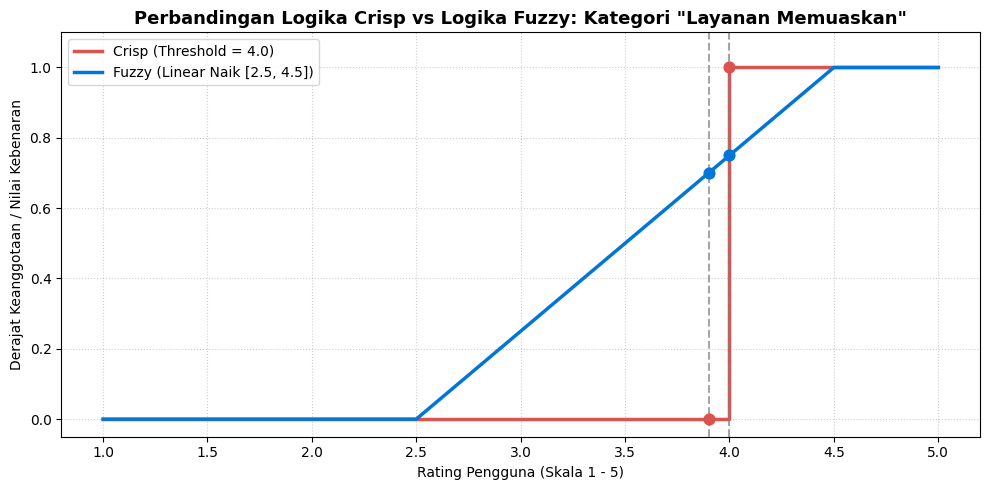 Perbandingan Logika Crisp vs Logika Fuzzy: Kategori "Layanan Memuaskan"
Crisp (Threshold = 4.0)
Fuzzy (Linear Naik [2.5, 4.5])
Derajat Keanggotaan / Nilai Kebenaran
1.0
0.8
0.6
0.4
0.2
0.0
1.0 1.5 2.0 2.5 3.0 3.5 4.0 4.5 5.0
Rating Pengguna (Skala 1 - 5)